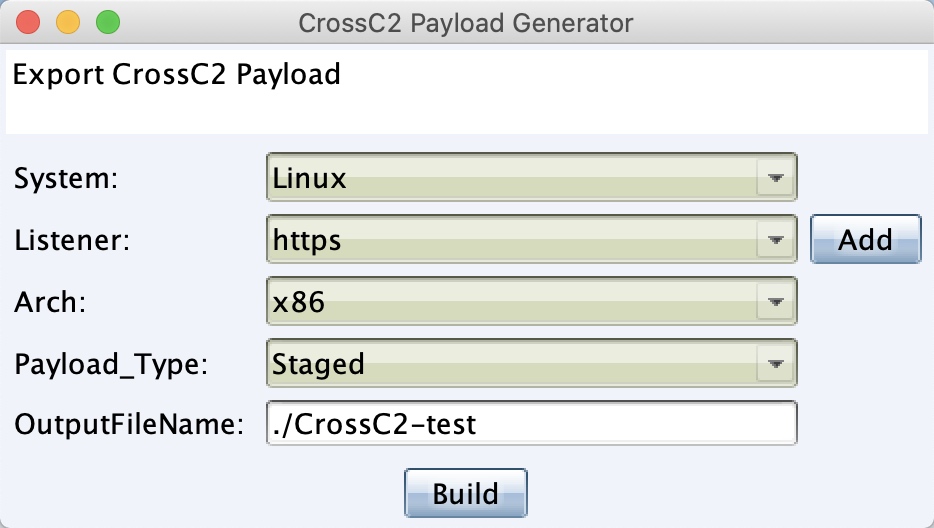 CrossC2 Payload Generator
Export CrossC2 Payload
System: Linux
Listener: https Add
Arch: x86
Payload_Type: Staged
OutputFileName: ./CrossC2-test
Build